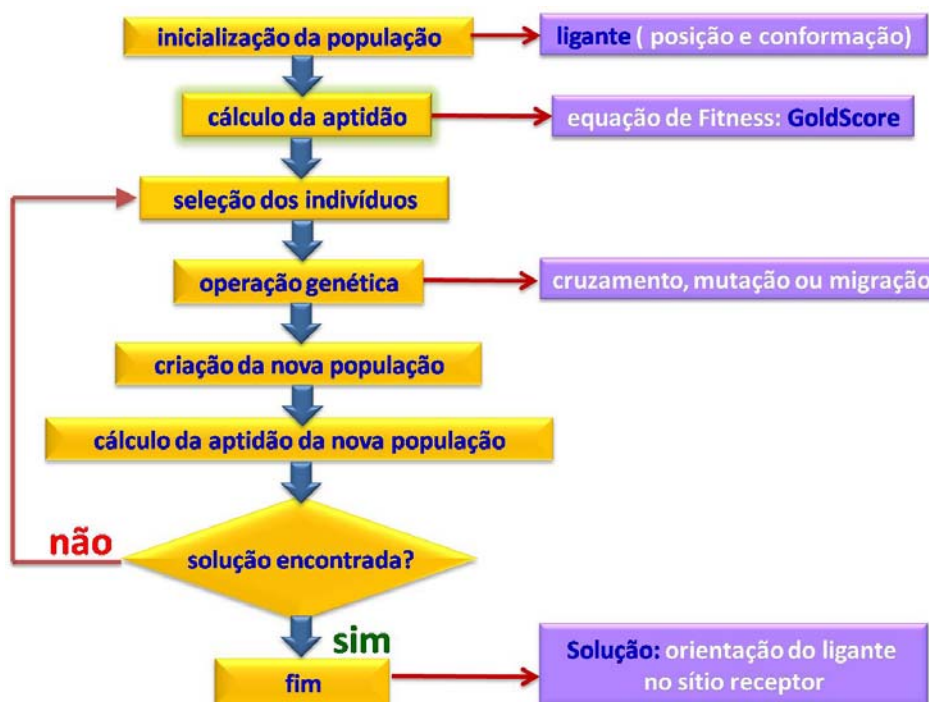 inicialização da população
ligante ( posição e conformação)
cálculo da aptidão
equação de Fitness: GoldScore
seleção dos indivíduos
operação genética
cruzamento, mutação ou migração
criação da nova população
cálculo da aptidão da nova população
não
solução encontrada?
sim
fim
Solução: orientação do ligante
no sítio receptor